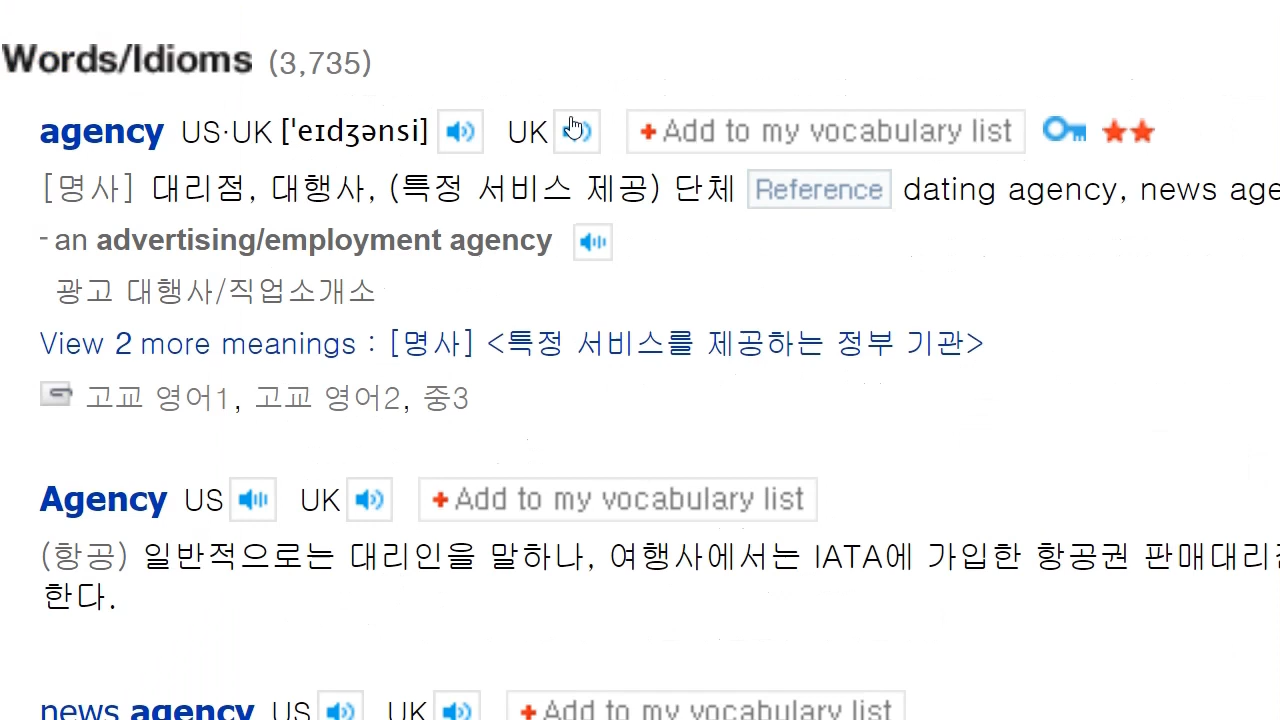 Words/Idioms (3,735)
agency US·UK [ˈeɪdʒənsi] UK Add to my vocabulary list
[명사] 대리점, 대행사, (특정 서비스 제공) 단체 Reference dating agency, news age
- an advertising/employment agency
광고 대행사/직업소개소
View 2 more meanings : [명사] <특정 서비스를 제공하는 정부 기관>
고교 영어1, 고교 영어2, 중3
Agency US UK Add to my vocabulary list
(항공) 일반적으로는 대리인을 말하나, 여행사에서는 IATA에 가입한 항공권 판매대리
한다.
news agency US UK Add to my vocabulary list